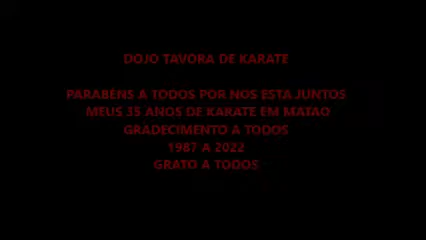 DOJO TAVORA DE KARATE
PARABÉNS A TODOS POR NOS ESTA JUNTOS
MEUS 35 ANOS DE KARATE EM MATAO
GRADECIMENTO A TODOS
1987 A 2022
GRATO A TODOS